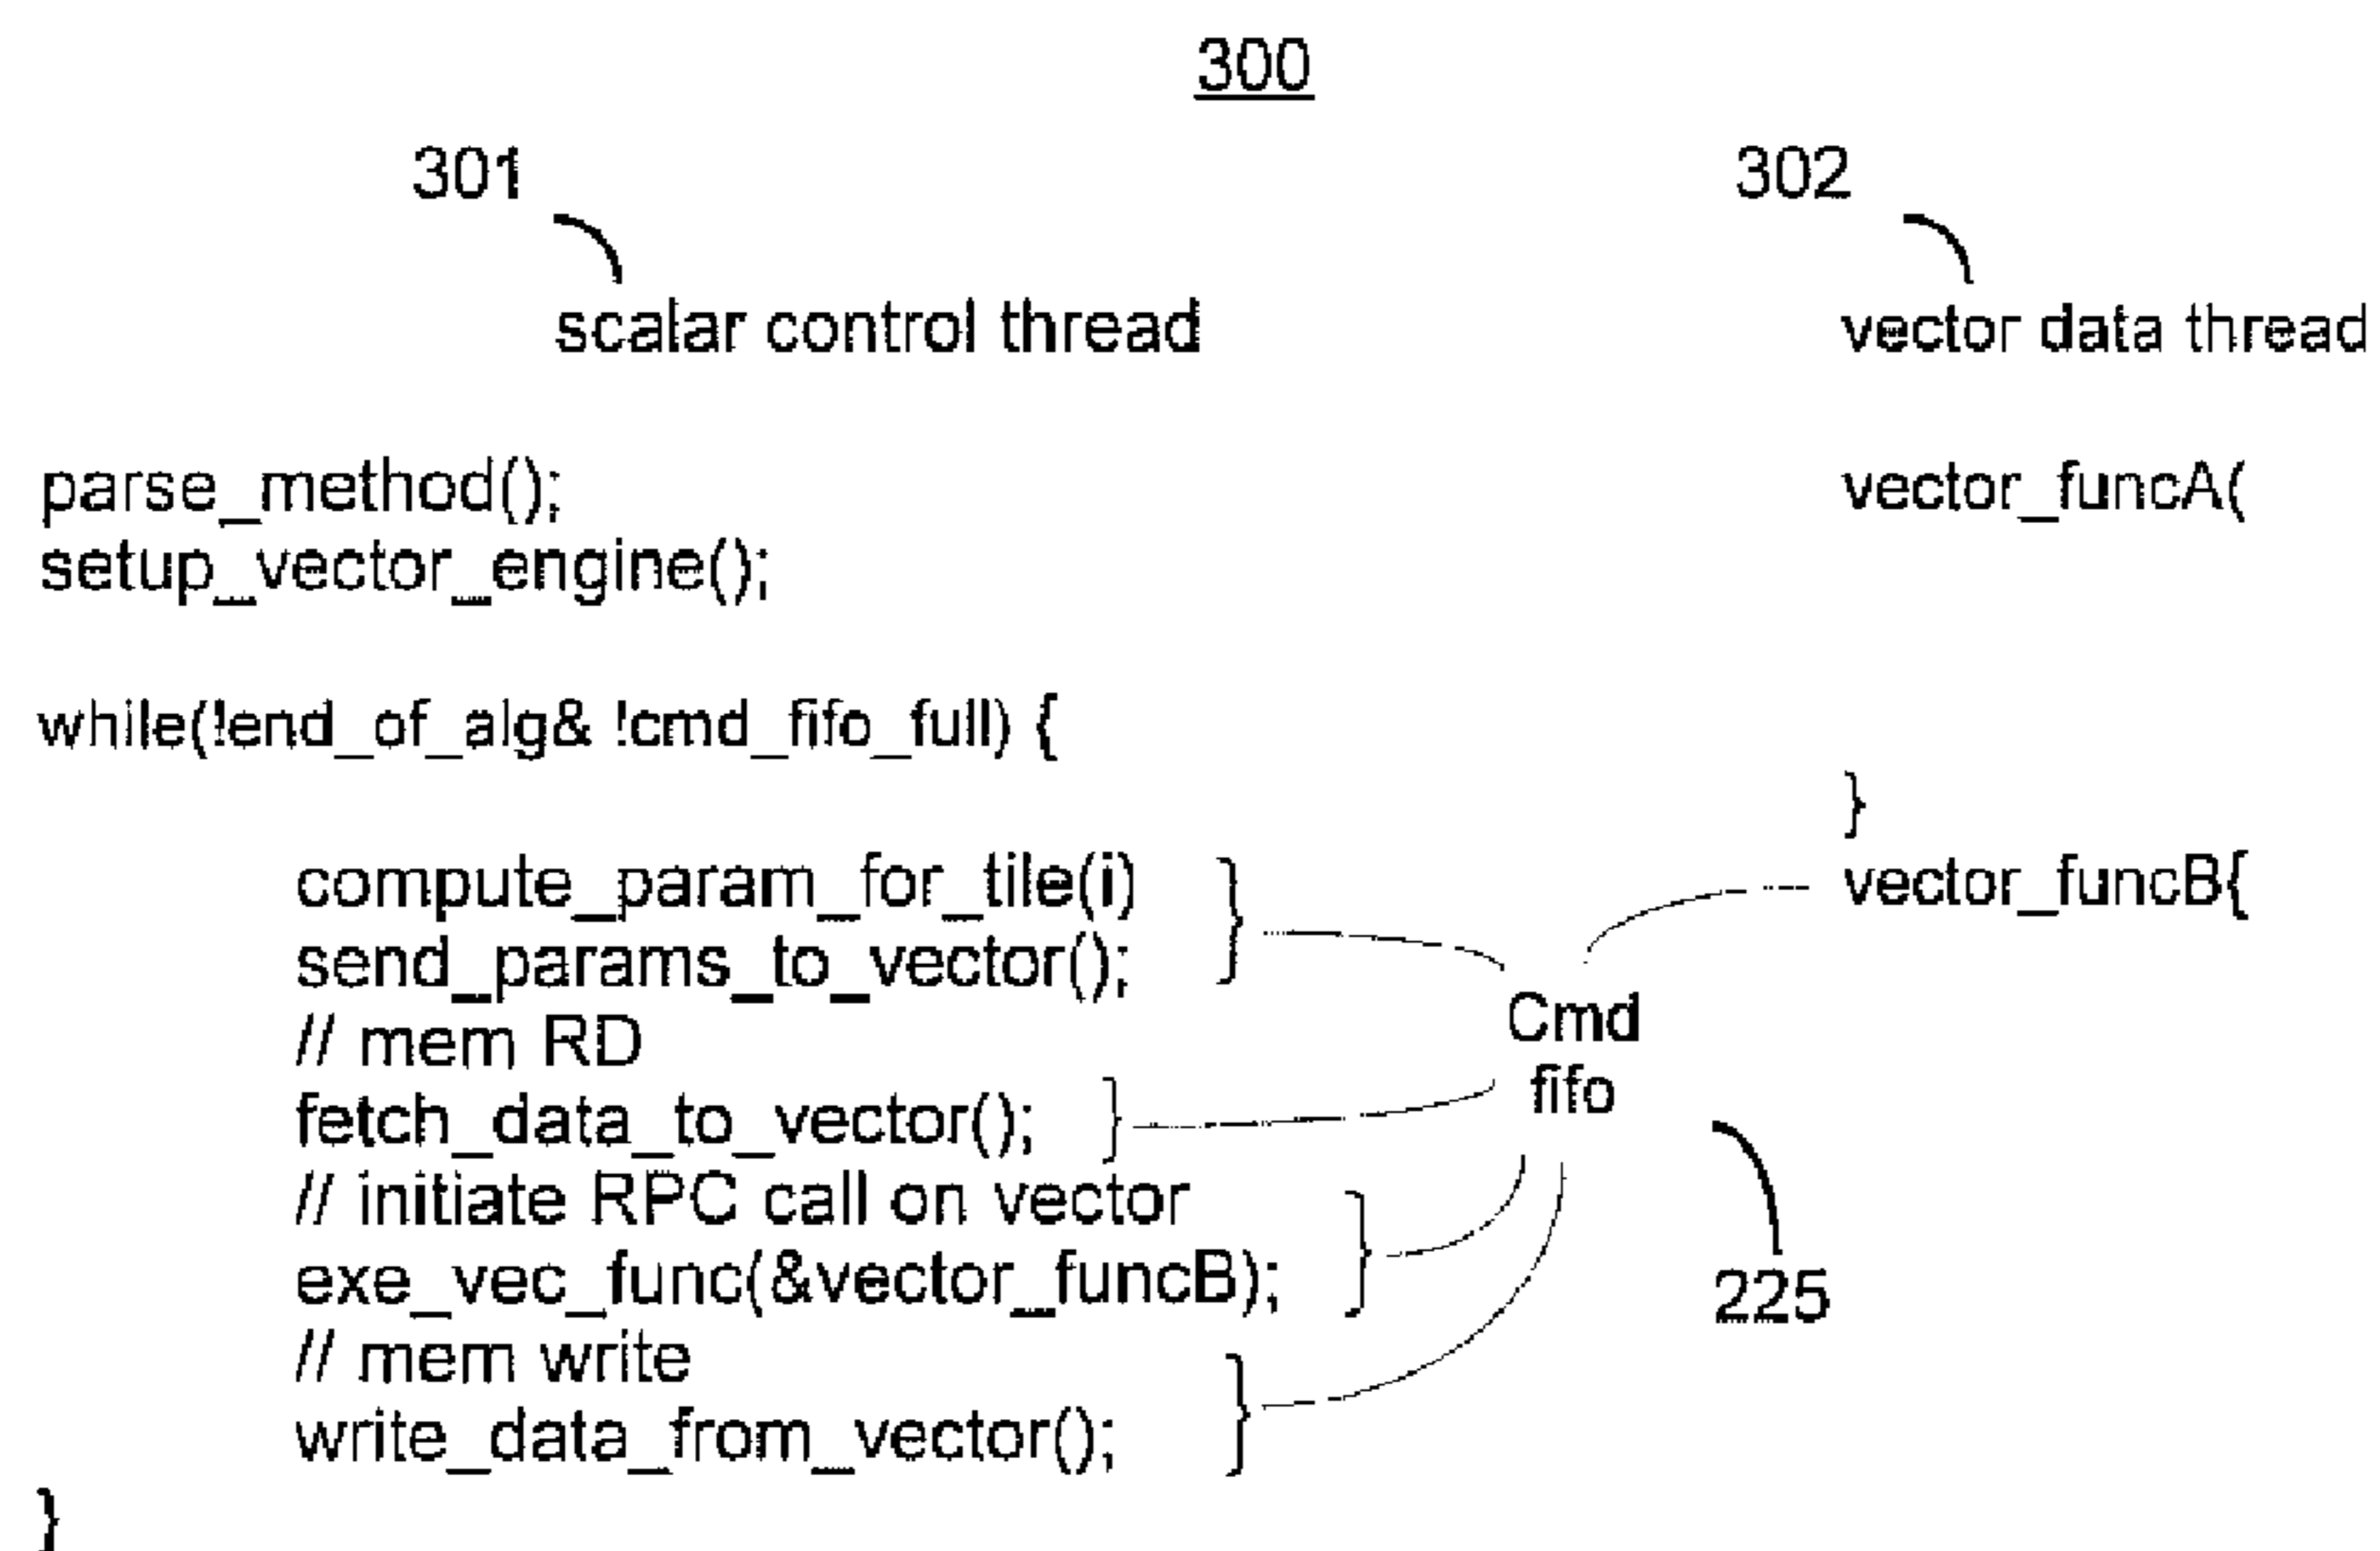 300
301
302
scalar control thread
vector data thread
parse_method();
vector_funcA(
setup_vector_engine();
while(!end_of_alg& !cmd_fifo_full) {
}
compute_param_for_tile(i) }
vector_funcB{
send_params_to_vector();
// mem RD
Cmd
fifo
fetch_data_to_vector(); }
// initiate RPC call on vector
exe_vec_func(&vector_funcB); }
225
// mem write
write_data_from_vector(); }
}